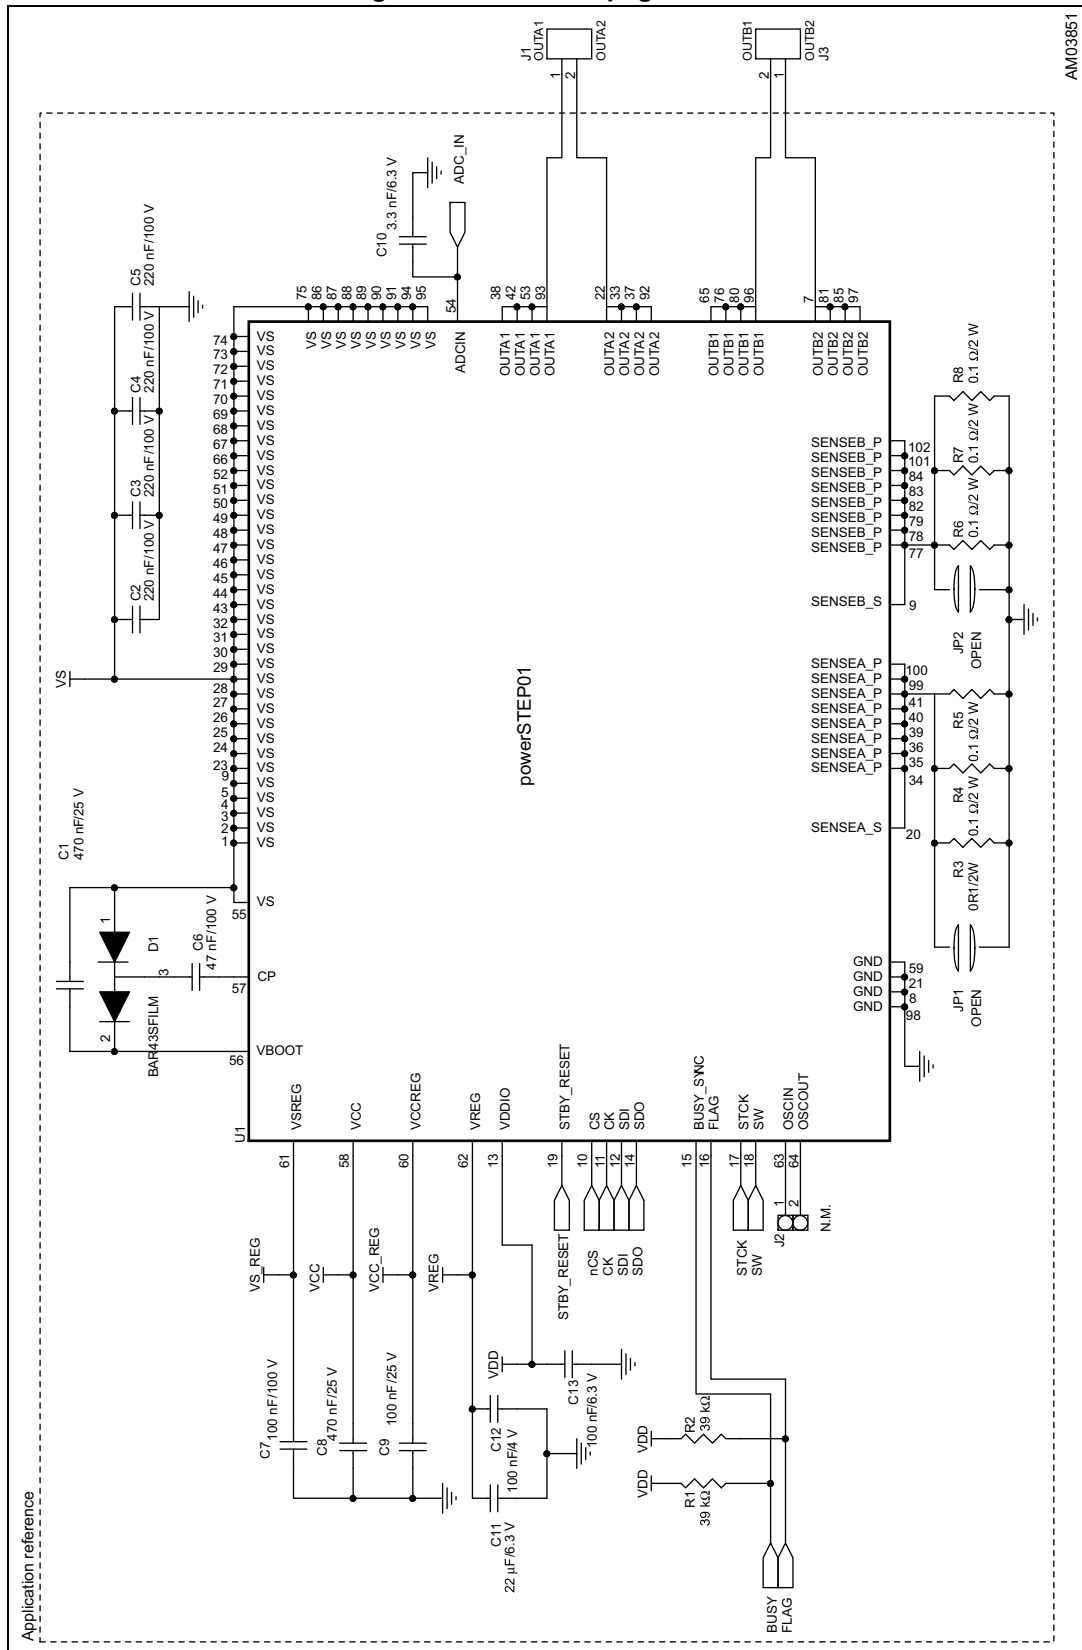 Application reference
AM03851
VS
C2
220 nF/100 V
C3
220 nF/100 V
C4
220 nF/100 V
C5
220 nF/100 V
C1
470 nF/25 V
1
D1
3
2
BAR43SFILM
C6
47 nF/100 V
C10
3.3 nF/6.3 V
ADC_IN
J1
OUTA1
OUTA2
1
2
OUTB1
OUTB2
J3
2
1
U1
powerSTEP01
56 VBOOT
57 CP
55 VS
1 VS
2 VS
3 VS
4 VS
5 VS
9 VS
23 VS
24 VS
25 VS
26 VS
27 VS
28 VS
29 VS
30 VS
31 VS
32 VS
43 VS
44 VS
45 VS
46 VS
47 VS
48 VS
49 VS
50 VS
51 VS
52 VS
66 VS
67 VS
68 VS
69 VS
70 VS
71 VS
72 VS
73 VS
74 VS
75 VS
86 VS
87 VS
88 VS
89 VS
90 VS
91 VS
94 VS
95 VS
54 ADCIN
38 OUTA1
42 OUTA1
53 OUTA1
93 OUTA1
22 OUTA2
33 OUTA2
37 OUTA2
92 OUTA2
65 OUTB1
76 OUTB1
80 OUTB1
96 OUTB1
7 OUTB2
81 OUTB2
85 OUTB2
97 OUTB2
SENSEB_P 102
SENSEB_P 101
SENSEB_P 84
SENSEB_P 83
SENSEB_P 82
SENSEB_P 79
SENSEB_P 78
SENSEB_P 77
SENSEB_S 9
SENSEA_P 100
SENSEA_P 99
SENSEA_P 41
SENSEA_P 40
SENSEA_P 39
SENSEA_P 36
SENSEA_P 35
SENSEA_P 34
SENSEA_S 20
GND 59
GND 21
GND 8
GND 98
R8
0.1 Ω/2 W
R7
0.1 Ω/2 W
R6
0.1 Ω/2 W
JP2
OPEN
R5
0.1 Ω/2 W
R4
0.1 Ω/2 W
R3
0R1/2W
JP1
OPEN
61 VSREG
58 VCC
60 VCCREG
62 VREG
13 VDDIO
19 STBY_RESET
10 CS
11 CK
12 SDI
14 SDO
15 BUSY_SYNC
16 FLAG
17 STCK
18 SW
63 OSCIN
64 OSCOUT
VS_REG
VCC
VCC_REG
VREG
VDD
STBY_RESET
nCS
CK
SDI
SDO
STCK
SW
J2
1
2
N.M.
C7
100 nF/100 V
C8
470 nF/25 V
C9
100 nF/25 V
C12
100 nF/4 V
C11
22 µF/6.3 V
C13
100 nF/6.3 V
VDD
R2
39 kΩ
VDD
R1
39 kΩ
BUSY
FLAG